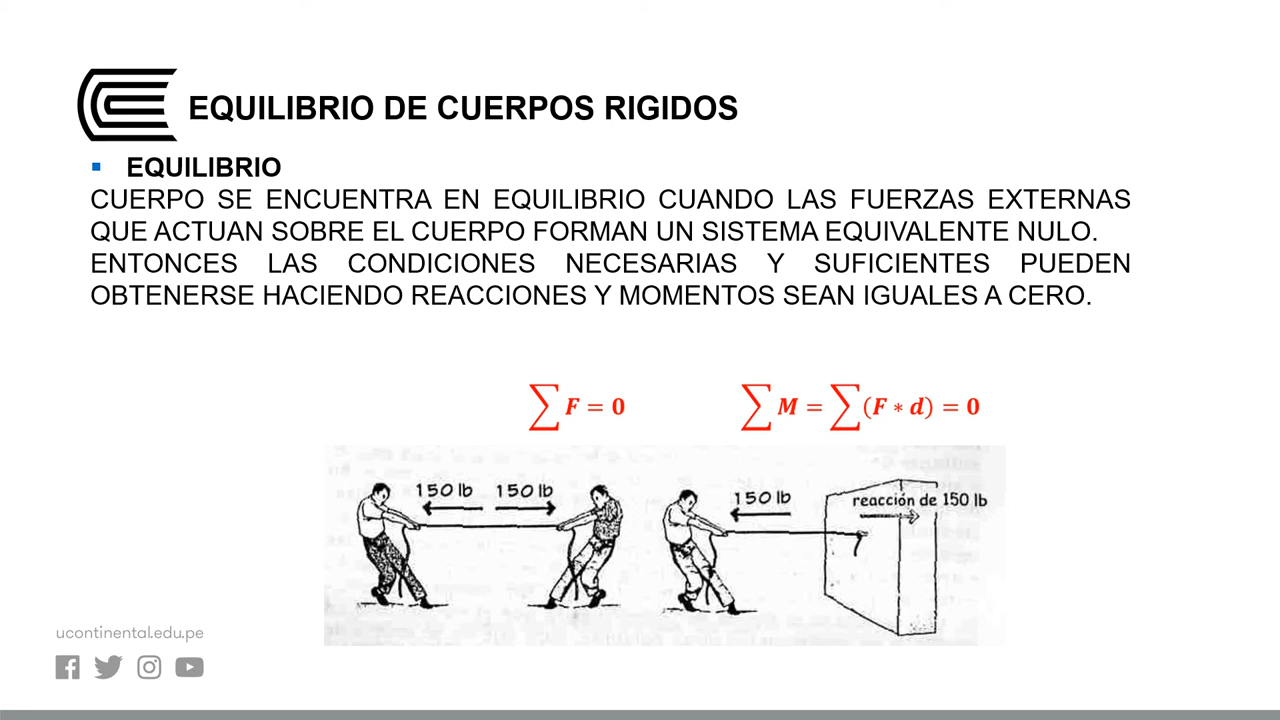 EQUILIBRIO DE CUERPOS RIGIDOS
▪ EQUILIBRIO
CUERPO SE ENCUENTRA EN EQUILIBRIO CUANDO LAS FUERZAS EXTERNAS
QUE ACTUAN SOBRE EL CUERPO FORMAN UN SISTEMA EQUIVALENTE NULO.
ENTONCES LAS CONDICIONES NECESARIAS Y SUFICIENTES PUEDEN
OBTENERSE HACIENDO REACCIONES Y MOMENTOS SEAN IGUALES A CERO.
∑ F = 0
∑ M = ∑ (F * d) = 0
150 lb
150 lb
150 lb
reacción de 150 lb
ucontinental.edu.pe